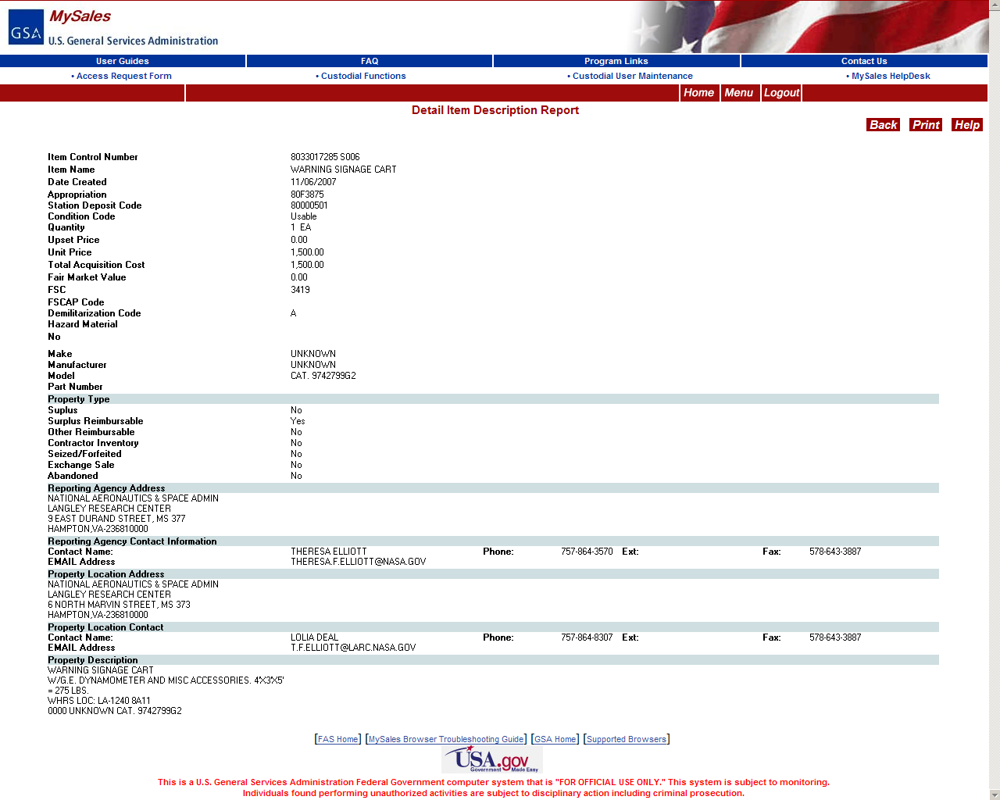 MySales
GSA
U.S. General Services Administration
User Guides FAQ Program Links Contact Us
• Access Request Form • Custodial Functions • Custodial User Maintenance • MySales HelpDesk
Home Menu Logout
Detail Item Description Report
Back Print Help
Item Control Number 8033017285 S006
Item Name WARNING SIGNAGE CART
Date Created 11/06/2007
Appropriation 80F3875
Station Deposit Code 80000501
Condition Code Usable
Quantity 1 EA
Upset Price 0.00
Unit Price 1,500.00
Total Acquisition Cost 1,500.00
Fair Market Value 0.00
FSC 3419
FSCAP Code
Demilitarization Code A
Hazard Material
No
Make UNKNOWN
Manufacturer UNKNOWN
Model CAT. 9742799G2
Part Number
Property Type
Suplus No
Surplus Reimbursable Yes
Other Reimbursable No
Contractor Inventory No
Seized/Forfeited No
Exchange Sale No
Abandoned No
Reporting Agency Address
NATIONAL AERONAUTICS & SPACE ADMIN
LANGLEY RESEARCH CENTER
9 EAST DURAND STREET, MS 377
HAMPTON,VA-236810000
Reporting Agency Contact Information
Contact Name: THERESA ELLIOTT Phone: 757-864-3570 Ext: Fax: 578-643-3887
EMAIL Address THERESA.F.ELLIOTT@NASA.GOV
Property Location Address
NATIONAL AERONAUTICS & SPACE ADMIN
LANGLEY RESEARCH CENTER
6 NORTH MARVIN STREET, MS 373
HAMPTON,VA-236810000
Property Location Contact
Contact Name: LOLIA DEAL Phone: 757-864-8307 Ext: Fax: 578-643-3887
EMAIL Address T.F.ELLIOTT@LARC.NASA.GOV
Property Description
WARNING SIGNAGE CART
W/G.E. DYNAMOMETER AND MISC ACCESSORIES. 4'X3'X5'
= 275 LBS.
WHRS LOC: LA-1240 8A11
0000 UNKNOWN CAT. 9742799G2
[FAS Home] [MySales Browser Troubleshooting Guide] [GSA Home] [Supported Browsers]
USA.gov
Government Made Easy
This is a U.S. General Services Administration Federal Government computer system that is "FOR OFFICIAL USE ONLY." This system is subject to monitoring.
Individuals found performing unauthorized activities are subject to disciplinary action including criminal prosecution.